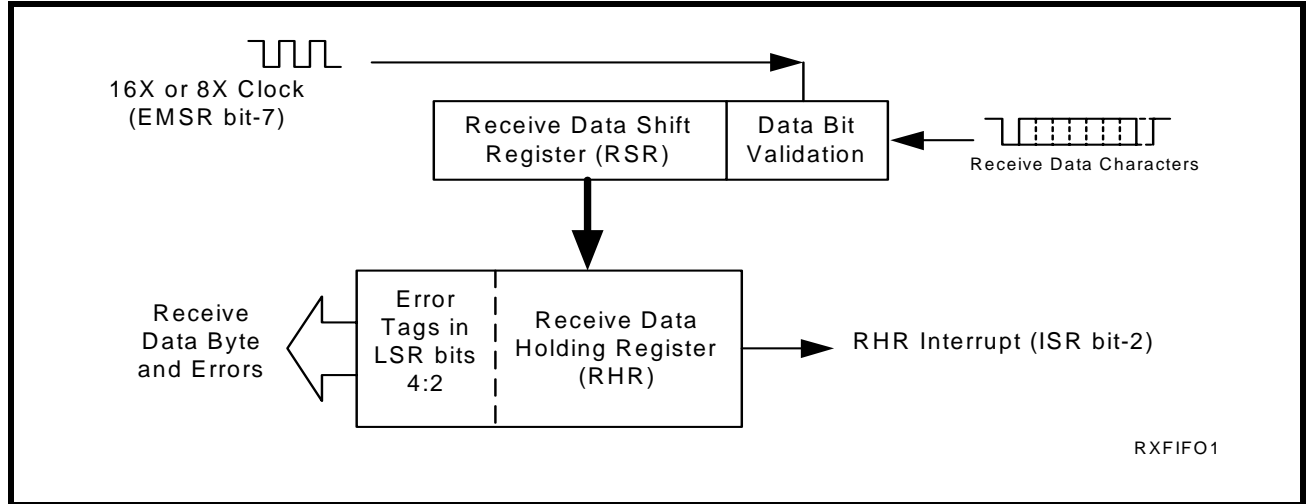 16X or 8X Clock
(EMSR bit-7)
Receive Data Shift
Register (RSR)
Data Bit
Validation
Receive Data Characters
Receive
Data Byte
and Errors
Error
Tags in
LSR bits
4:2
Receive Data
Holding Register
(RHR)
RHR Interrupt (ISR bit-2)
RXFIFO1